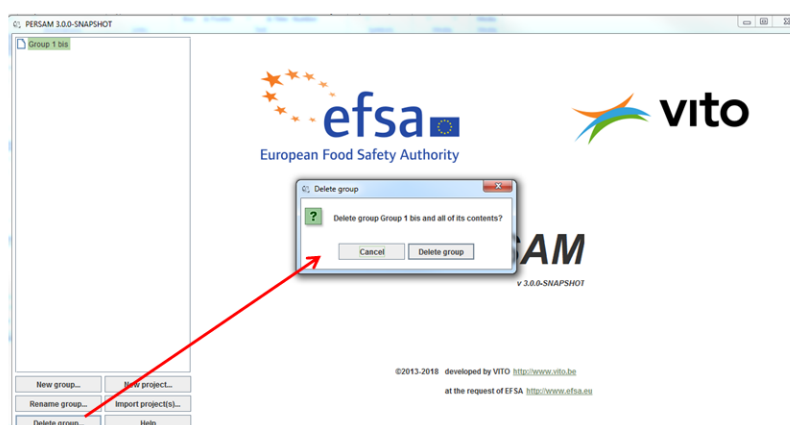 PERSAM 3.0.0-SNAPSHOT
Group 1 bis
efsa
European Food Safety Authority
vito
Delete group
?
Delete group Group 1 bis and all of its contents?
Cancel
Delete group
AM
v 3.0.0-SNAPSHOT
©2013-2018 developed by VITO http://www.vito.be
at the request of EFSA http://www.efsa.eu
New group...
New project...
Rename group...
Import project(s)...
Delete group...
Help